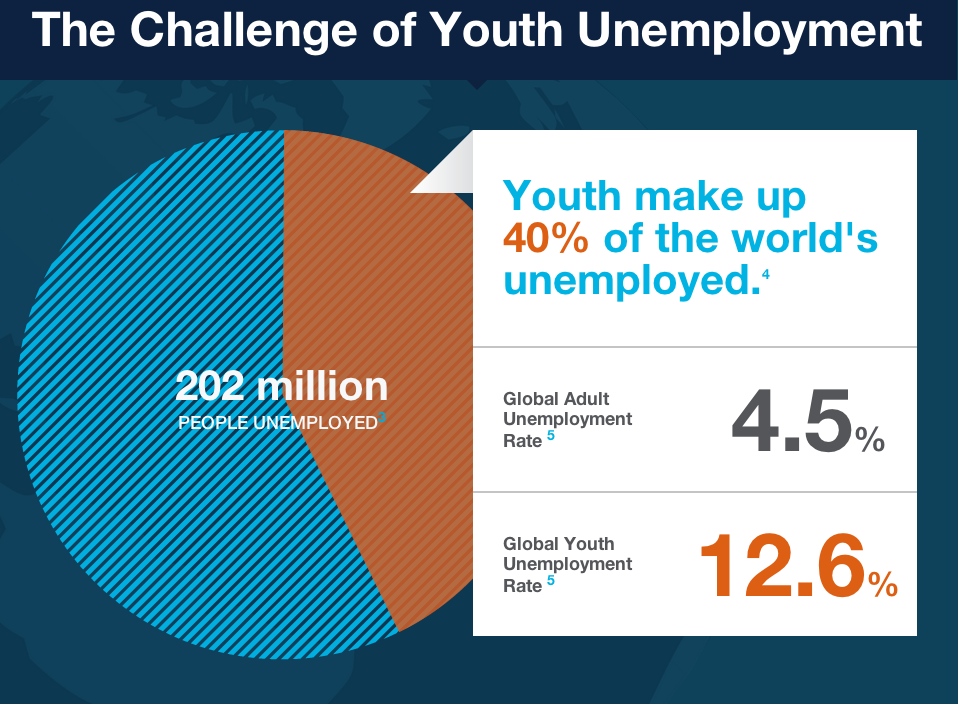 The Challenge of Youth Unemployment
202 million
PEOPLE UNEMPLOYED3
Youth make up
40% of the world's
unemployed.4
Global Adult
Unemployment
Rate 5
4.5%
Global Youth
Unemployment
Rate 5
12.6%